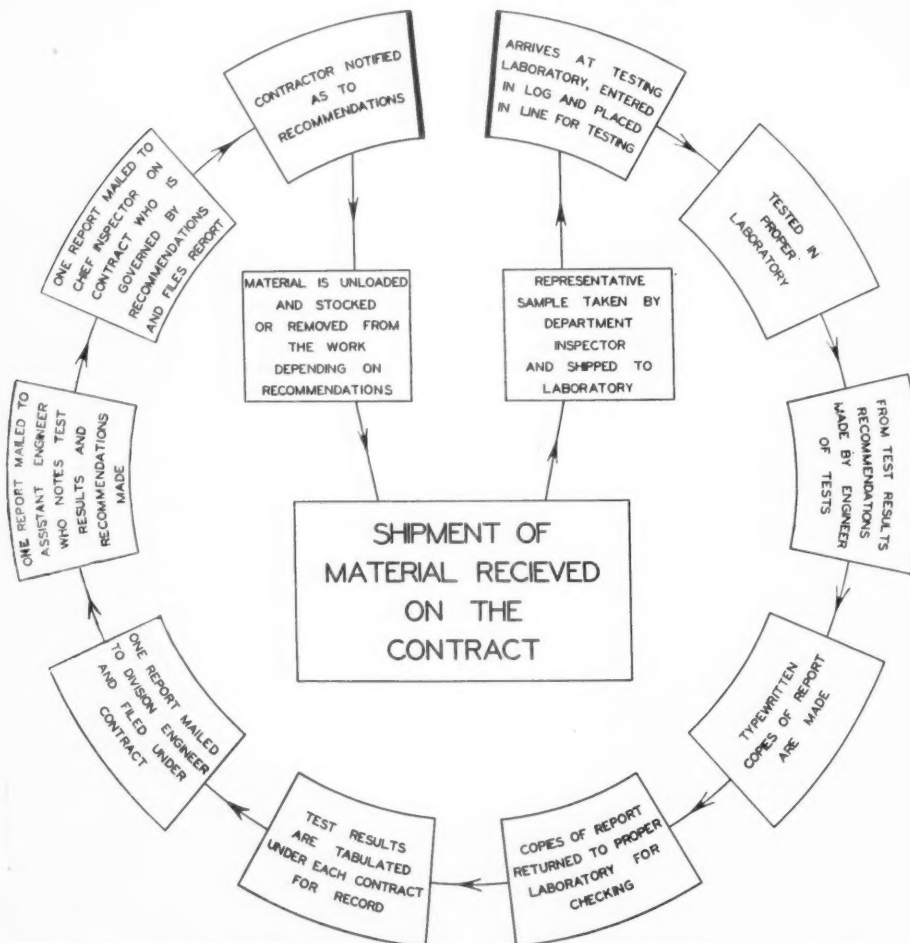 SHIPMENT OF
MATERIAL RECIEVED
ON THE
CONTRACT
REPRESENTATIVE
SAMPLE TAKEN BY
DEPARTMENT
INSPECTOR
AND SHIPPED TO
LABORATORY
ARRIVES AT TESTING
LABORATORY, ENTERED
IN LOG AND PLACED
IN LINE FOR TESTING
TESTED IN
PROPER
LABORATORY
FROM TEST RESULTS
RECOMMENDATIONS
MADE BY ENGINEER
OF TESTS
TYPEWRITTEN
COPIES OF REPORT
ARE MADE
COPIES OF REPORT
RETURNED TO PROPER
LABORATORY FOR
CHECKING
TEST RESULTS
ARE TABULATED
UNDER EACH CONTRACT
FOR RECORD
ONE REPORT MAILED
TO DIVISION ENGINEER
AND FILED UNDER
CONTRACT
ONE REPORT MAILED TO
ASSISTANT ENGINEER
WHO NOTES TEST
RESULTS AND
RECOMMENDATIONS
MADE
ONE REPORT MAILED TO
CHIEF INSPECTOR ON
CONTRACT WHO IS
GOVERNED BY
RECOMMENDATIONS
AND FILES REPORT
CONTRACTOR NOTIFIED
AS TO
RECOMMENDATIONS
MATERIAL IS UNLOADED
AND STOCKED
OR REMOVED FROM
THE WORK
DEPENDING ON
RECOMMENDATIONS